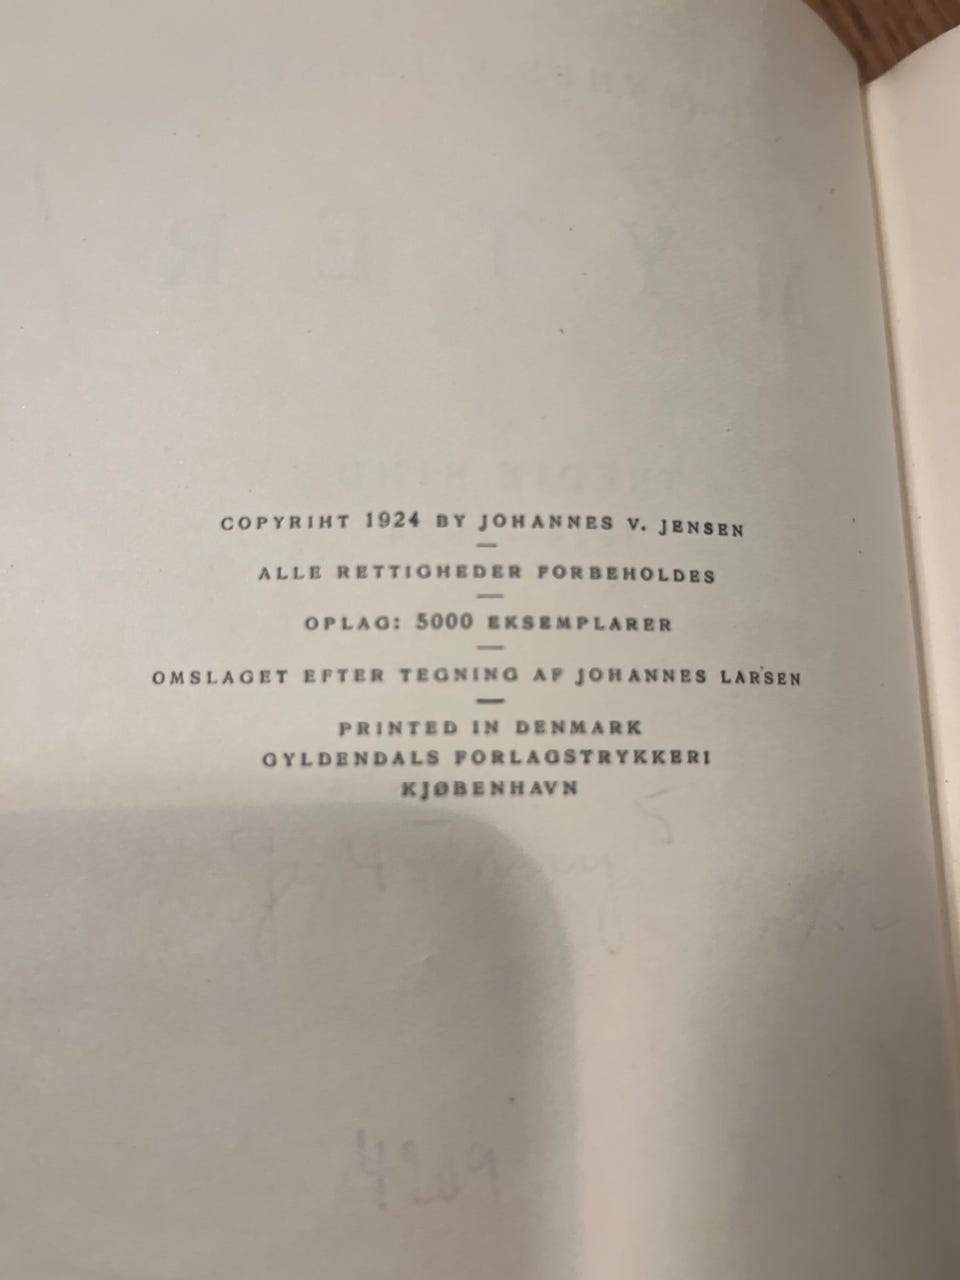 COPYRIHT 1924 BY JOHANNES V. JENSEN
ALLE RETTIGHEDER FORBEHOLDES
OPLAG: 5000 EKSEMPLARER
OMSLAGET EFTER TEGNING AF JOHANNES LARSEN
PRINTED IN DENMARK
GYLDENDALS FORLAGSTRYKKERI
KJØBENHAVN